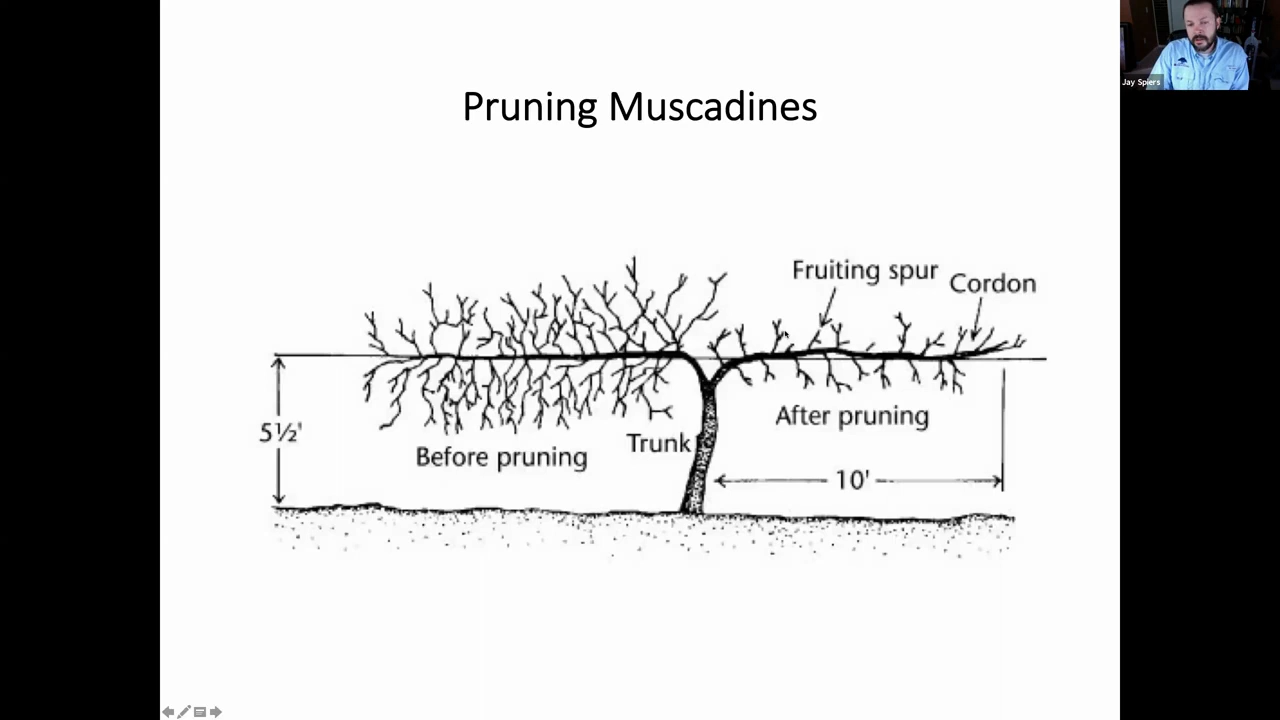 Jay Spiers
Pruning Muscadines
Fruiting spur
Cordon
5½'
Before pruning
Trunk
After pruning
10'